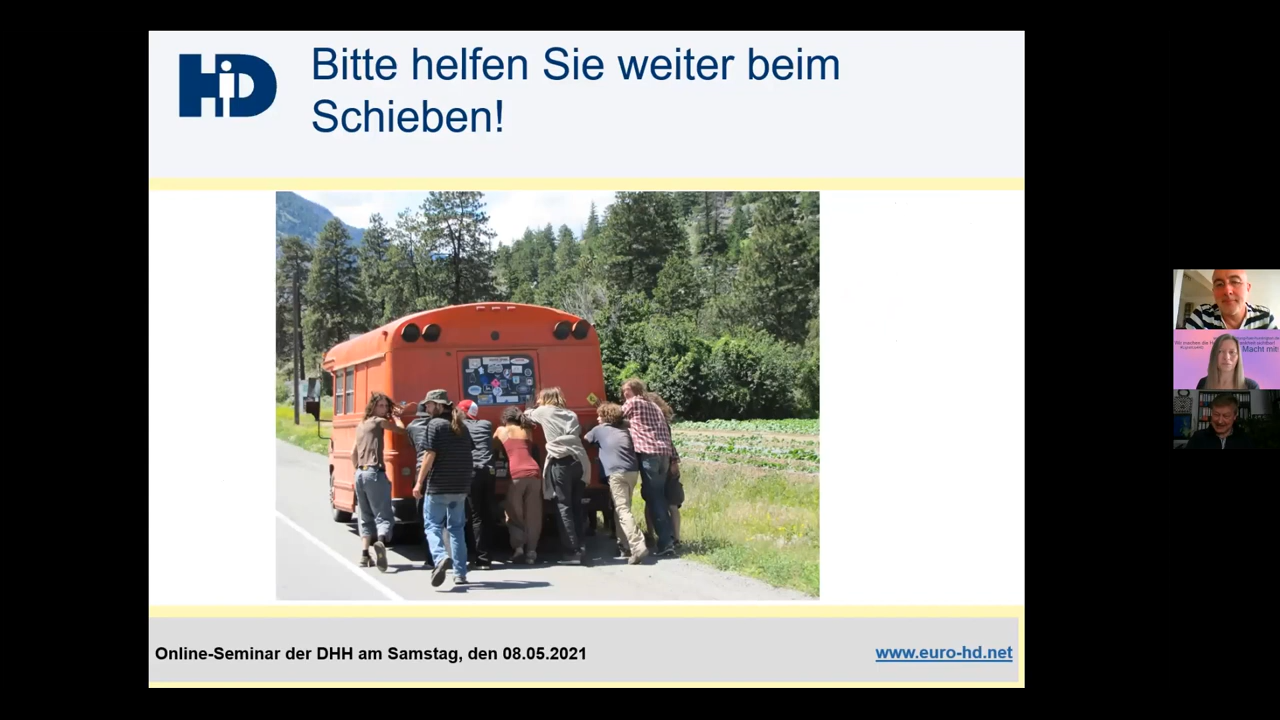 HD
Bitte helfen Sie weiter beim
Schieben!
Macht mit!
Online-Seminar der DHH am Samstag, den 08.05.2021
www.euro-hd.net